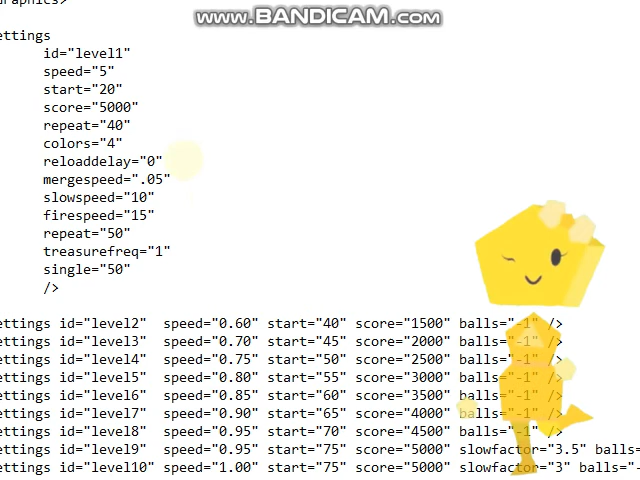 www.BANDICAM.com
ettings
id="level1"
speed="5"
start="20"
score="5000"
repeat="40"
colors="4"
reloaddelay="0"
mergespeed=".05"
slowspeed="10"
firespeed="15"
repeat="50"
treasurefreq="1"
single="50"
/>
ettings id="level2" speed="0.60" start="40" score="1500" balls="-1" />
ettings id="level3" speed="0.70" start="45" score="2000" balls="-1" />
ettings id="level4" speed="0.75" start="50" score="2500" balls="-1" />
ettings id="level5" speed="0.80" start="55" score="3000" balls="-1" />
ettings id="level6" speed="0.85" start="60" score="3500" balls="-1" />
ettings id="level7" speed="0.90" start="65" score="4000" balls="-1" />
ettings id="level8" speed="0.95" start="70" score="4500" balls="-1" />
ettings id="level9" speed="0.95" start="75" score="5000" slowfactor="3.5" balls=
ettings id="level10" speed="1.00" start="75" score="5000" slowfactor="3" balls="-